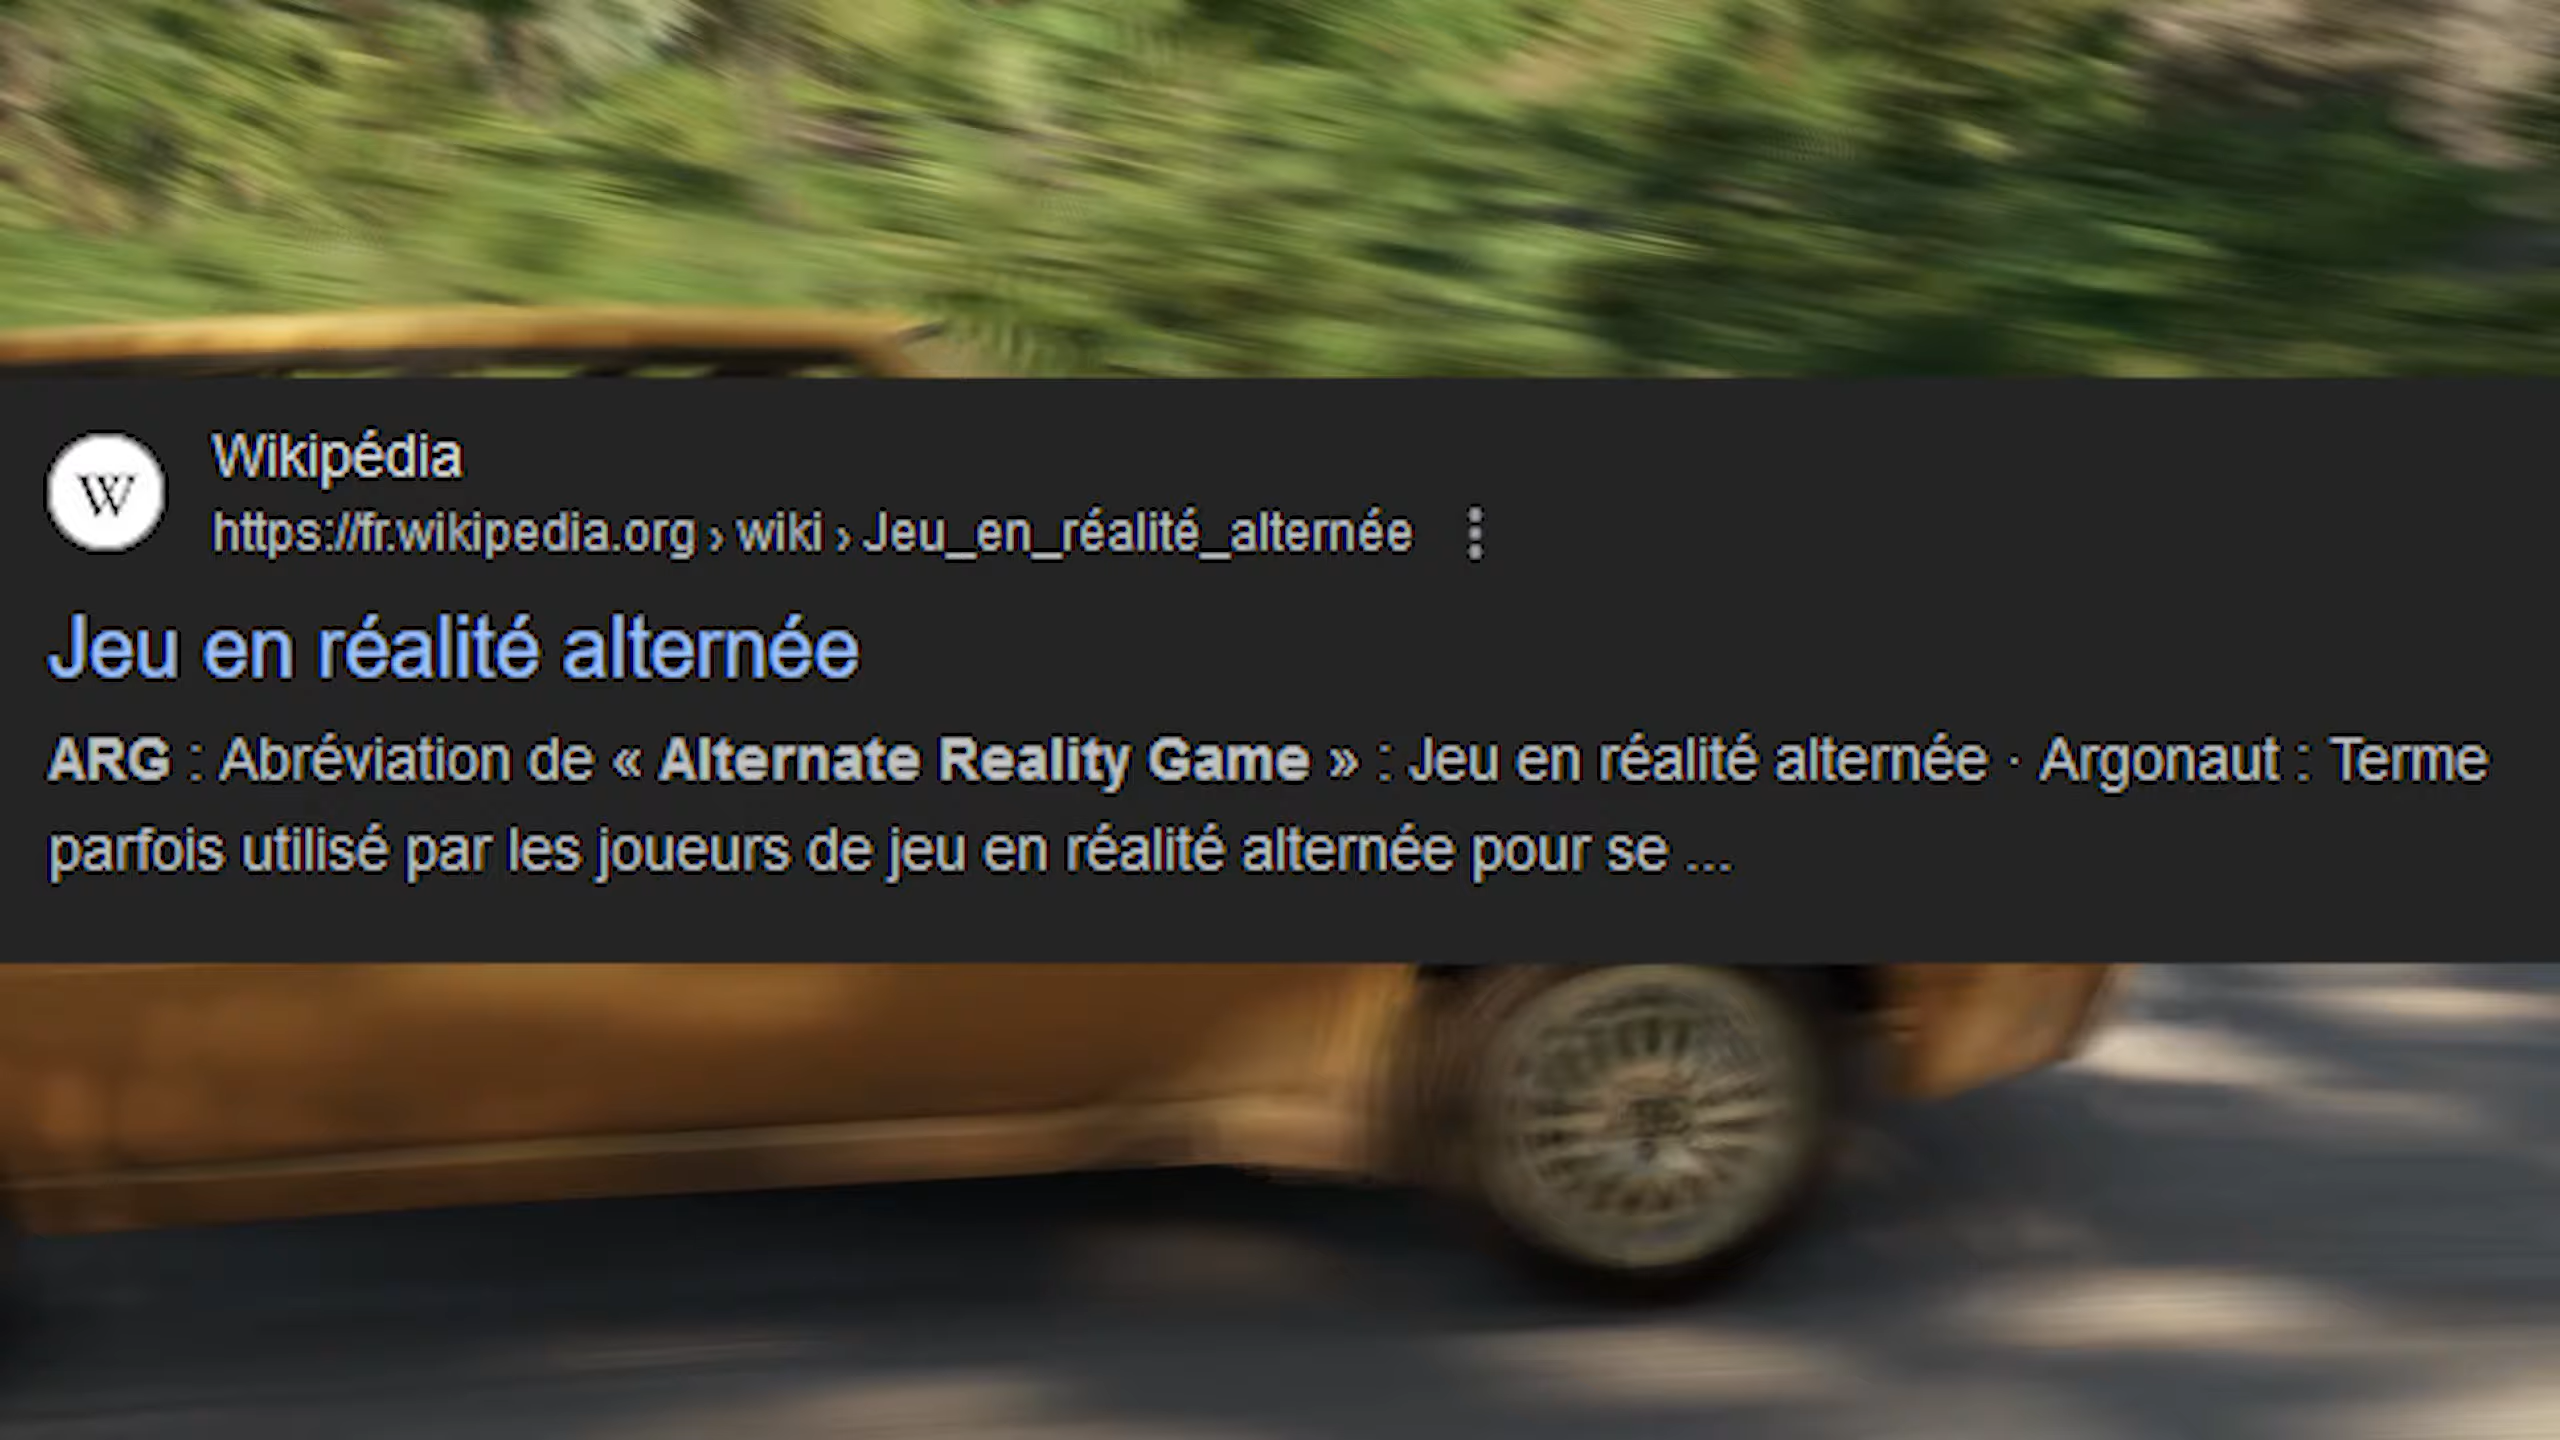 W
Wikipédia
https://fr.wikipedia.org › wiki › Jeu_en_réalité_alternée
Jeu en réalité alternée
ARG : Abréviation de « Alternate Reality Game » : Jeu en réalité alternée · Argonaut : Terme
parfois utilisé par les joueurs de jeu en réalité alternée pour se ...